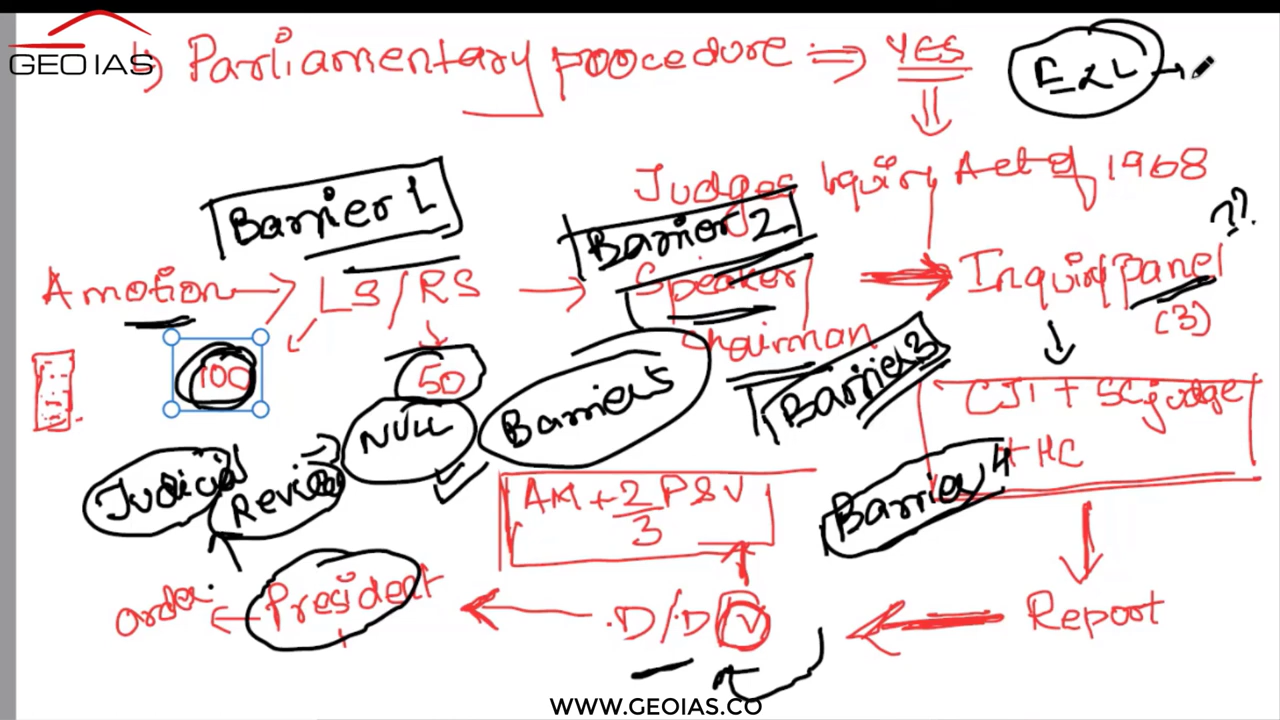 GEO IAS
Parliamentary procedure ⇒ YES
E&L →
Judges Inquiry Act of 1968
Barrier 1
Barrier 2
??
A motion → LS/RS → Speaker → Inquiry panel
Chairman
(3)
100
50
Barrier 3
Barrier 5
CJI + SC judge
+ HC
NULL
Judicial
Review
AM + 2/3 P&V
Barrier 4
order ← President ← D/D V ← Report
WWW.GEOIAS.CO